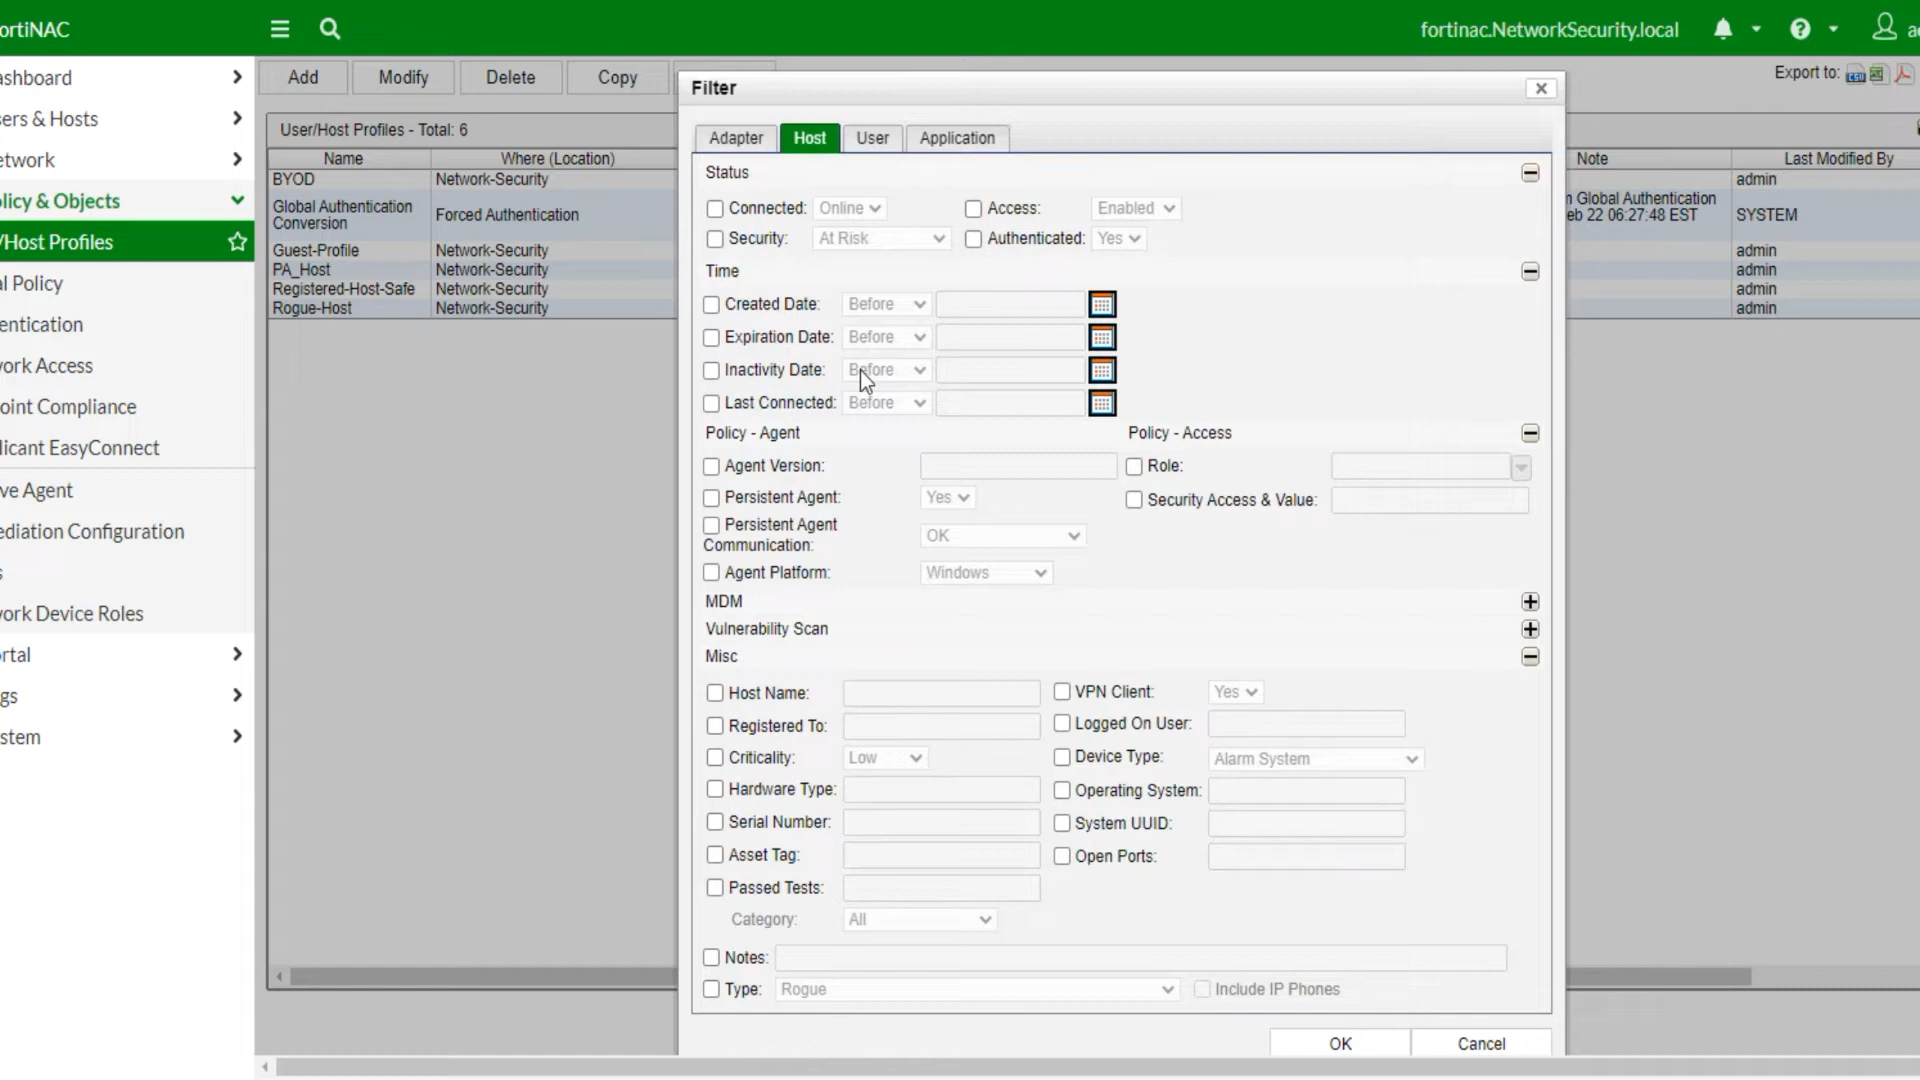 ortiNAC
fortinac.NetworkSecurity.local
ashboard
sers & Hosts
etwork
licy & Objects
/Host Profiles
al Policy
entication
vork Access
oint Compliance
licant EasyConnect
ve Agent
ediation Configuration
s
vork Device Roles
ortal
gs
stem
Add Modify Delete Copy
Export to:
User/Host Profiles - Total: 6
Name Where (Location) Note Last Modified By
BYOD Network-Security admin
Global Authentication Conversion Forced Authentication n Global Authentication eb 22 06:27:48 EST SYSTEM
Guest-Profile Network-Security admin
PA_Host Network-Security admin
Registered-Host-Safe Network-Security admin
Rogue-Host Network-Security admin
Filter
Adapter Host User Application
Status
Connected: Online Access: Enabled
Security: At Risk Authenticated: Yes
Time
Created Date: Before
Expiration Date: Before
Inactivity Date: Before
Last Connected: Before
Policy - Agent Policy - Access
Agent Version: Role:
Persistent Agent: Yes Security Access & Value:
Persistent Agent
Communication: OK
Agent Platform: Windows
MDM
Vulnerability Scan
Misc
Host Name: VPN Client: Yes
Registered To: Logged On User:
Criticality: Low Device Type: Alarm System
Hardware Type: Operating System:
Serial Number: System UUID:
Asset Tag: Open Ports:
Passed Tests:
Category: All
Notes:
Type: Rogue Include IP Phones
OK Cancel